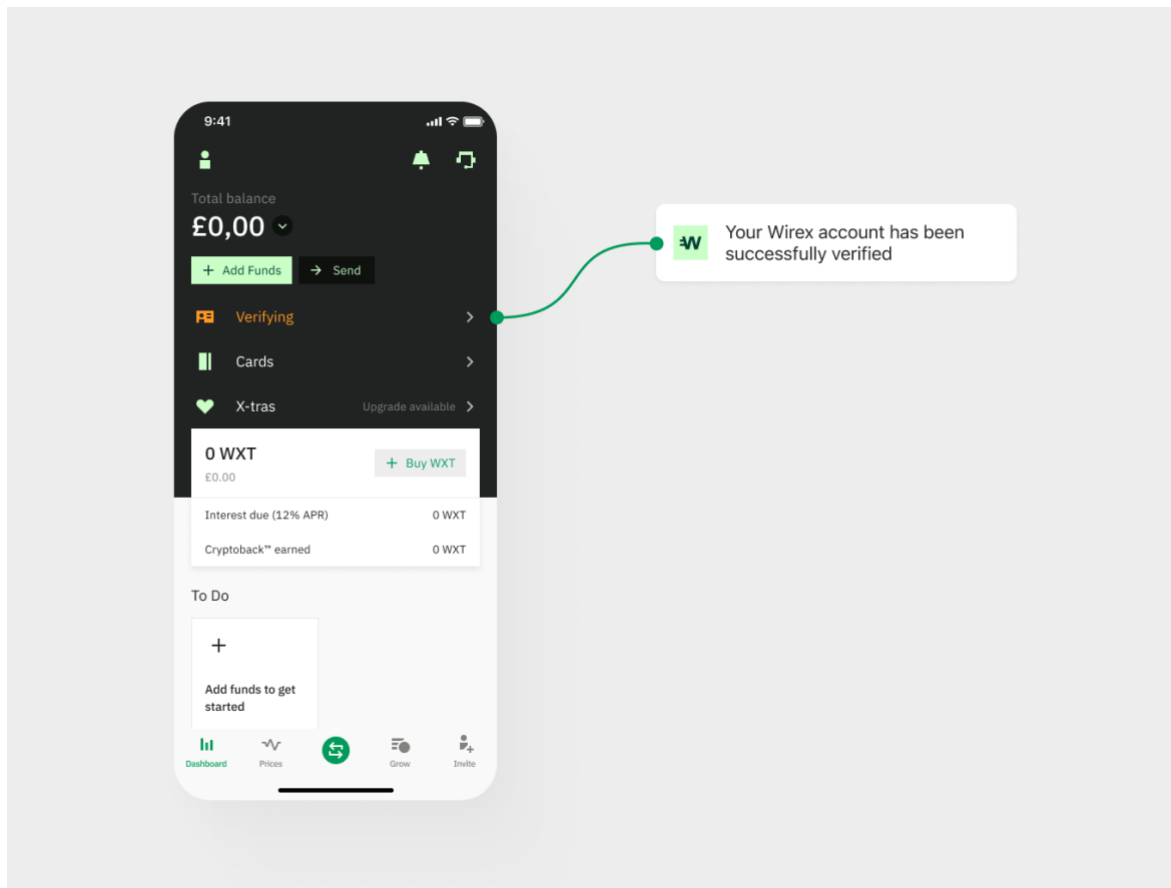 9:41
Total balance
£0,00
+ Add Funds → Send
Verifying
Cards
X-tras Upgrade available
0 WXT
+ Buy WXT
£0.00
Interest due (12% APR) 0 WXT
Cryptoback™ earned 0 WXT
To Do
+
Add funds to get
started
Dashboard Prices Grow Invite
W
Your Wirex account has been
successfully verified